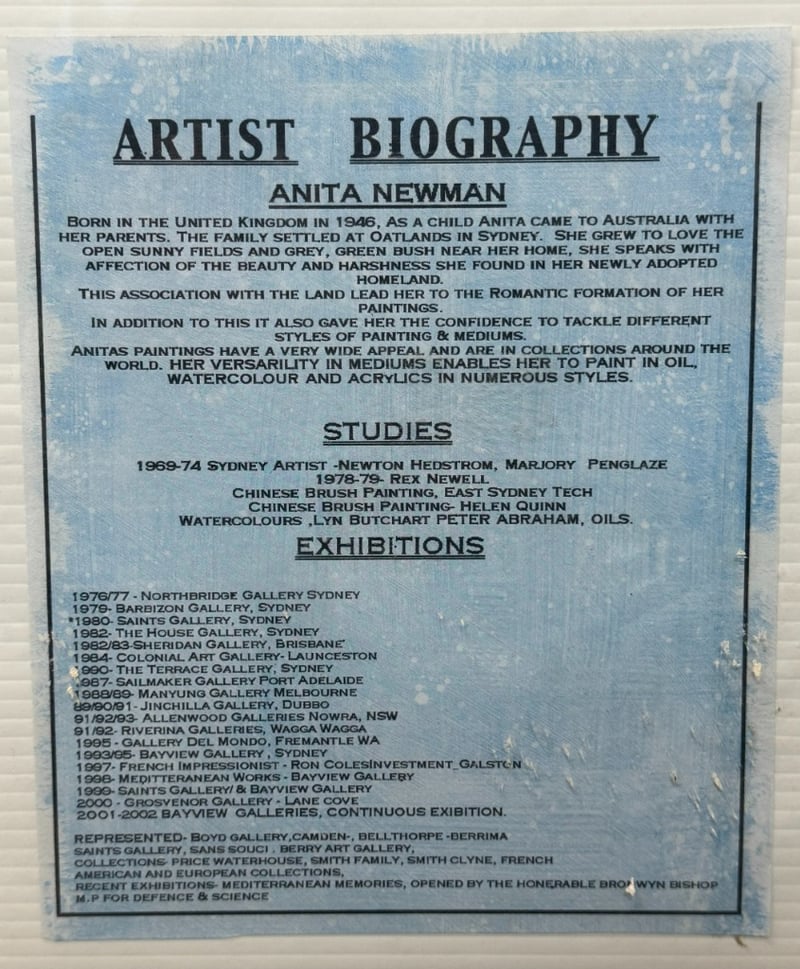 ARTIST BIOGRAPHY
ANITA NEWMAN
BORN IN THE UNITED KINGDOM IN 1946, AS A CHILD ANITA CAME TO AUSTRALIA WITH
HER PARENTS. THE FAMILY SETTLED AT OATLANDS IN SYDNEY. SHE GREW TO LOVE THE
OPEN SUNNY FIELDS AND GREY, GREEN BUSH NEAR HER HOME, SHE SPEAKS WITH
AFFECTION OF THE BEAUTY AND HARSHNESS SHE FOUND IN HER NEWLY ADOPTED
HOMELAND.
THIS ASSOCIATION WITH THE LAND LEAD HER TO THE ROMANTIC FORMATION OF HER
PAINTINGS.
IN ADDITION TO THIS IT ALSO GAVE HER THE CONFIDENCE TO TACKLE DIFFERENT
STYLES OF PAINTING & MEDIUMS.
ANITAS PAINTINGS HAVE A VERY WIDE APPEAL AND ARE IN COLLECTIONS AROUND THE
WORLD. HER VERSARILITY IN MEDIUMS ENABLES HER TO PAINT IN OIL,
WATERCOLOUR AND ACRYLICS IN NUMEROUS STYLES.
STUDIES
1969-74 SYDNEY ARTIST -NEWTON HEDSTROM, MARJORY PENGLAZE
1978-79- REX NEWELL
CHINESE BRUSH PAINTING, EAST SYDNEY TECH
CHINESE BRUSH PAINTING- HELEN QUINN
WATERCOLOURS ,LYN BUTCHART PETER ABRAHAM, OILS.
EXHIBITIONS
1976/77 - NORTHBRIDGE GALLERY SYDNEY
1979- BARBIZON GALLERY, SYDNEY
1980- SAINTS GALLERY, SYDNEY
1982- THE HOUSE GALLERY, SYDNEY
1982/83-SHERIDAN GALLERY, BRISBANE
1984- COLONIAL ART GALLERY- LAUNCESTON
990- THE TERRACE GALLERY, SYDNEY
987- SAILMAKER GALLERY PORT ADELAIDE
1988/89- MANYUNG GALLERY MELBOURNE
89/90/91 - JINCHILLA GALLERY, DUBBO
91/92/93- ALLENWOOD GALLERIES NOWRA, NSW
91/92- RIVERINA GALLERIES, WAGGA WAGGA
1995 - GALLERY DEL MONDO, FREMANTLE WA
1993/95- BAYVIEW GALLERY , SYDNEY
1997- FRENCH IMPRESSIONIST - RON COLESINVESTMENT_GALSTON
1998- MEDITTERANEAN WORKS - BAYVIEW GALLERY
1999- SAINTS GALLERY/ & BAYVIEW GALLERY
2000 - GROSVENOR GALLERY - LANE COVE
2001-2002 BAYVIEW GALLERIES, CONTINUOUS EXIBITION.
REPRESENTED- BOYD GALLERY,CAMDEN-, BELLTHORPE -BERRIMA
SAINTS GALLERY, SANS SOUCI . BERRY ART GALLERY,
COLLECTIONS- PRICE WATERHOUSE, SMITH FAMILY, SMITH CLYNE, FRENCH
AMERICAN AND EUROPEAN COLLECTIONS,
RECENT EXHIBITIONS- MEDITERRANEAN MEMORIES, OPENED BY THE HONERABLE BRONWYN BISHOP
M.P FOR DEFENCE & SCIENCE